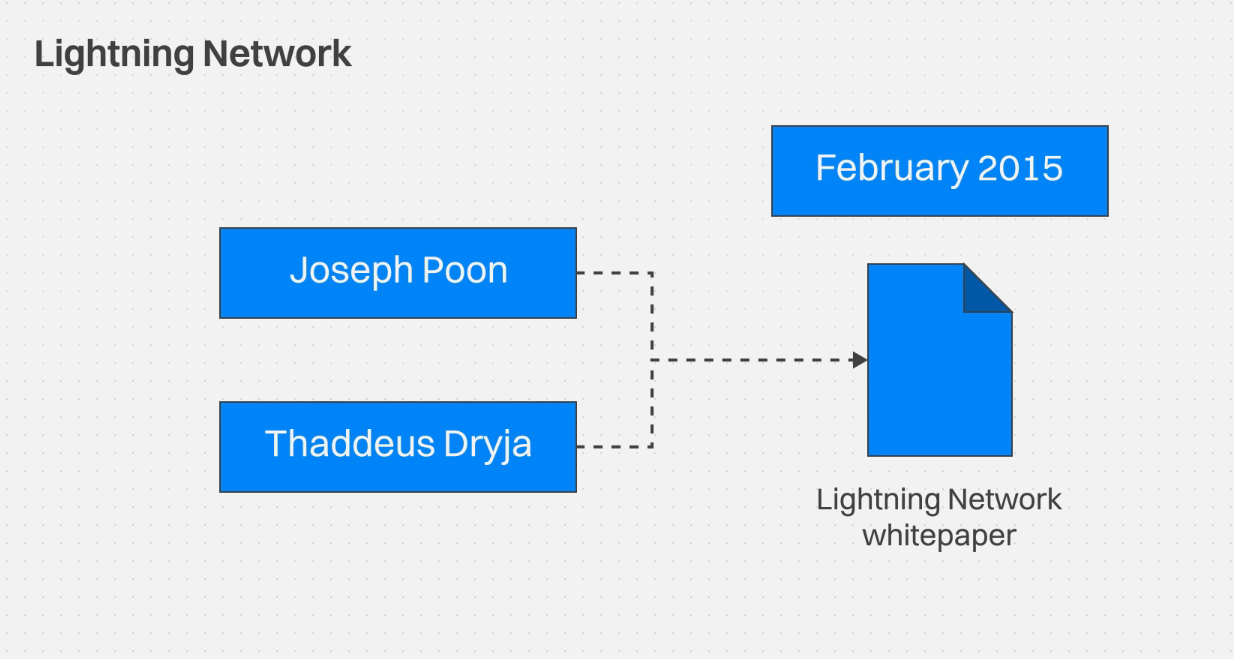 Lightning Network
February 2015
Joseph Poon
Thaddeus Dryja
Lightning Network
whitepaper